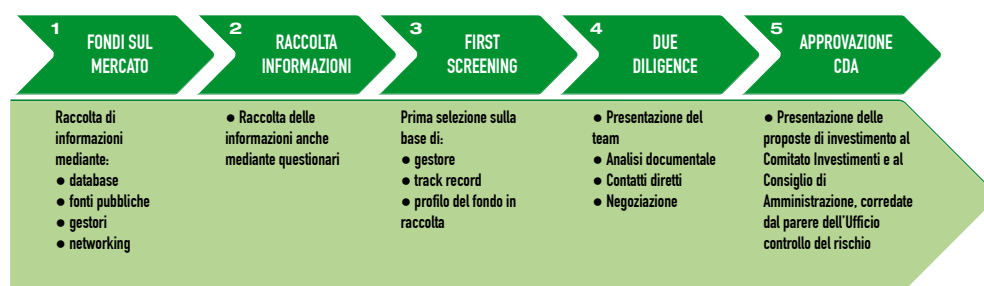 1
FONDI SUL
MERCATO
2
RACCOLTA
INFORMAZIONI
3
FIRST
SCREENING
4
DUE
DILIGENCE
5
APPROVAZIONE
CDA
Raccolta di
informazioni
mediante:
● database
● fonti pubbliche
● gestori
● networking
● Raccolta delle
informazioni anche
mediante questionari
Prima selezione sulla
base di:
● gestore
● track record
● profilo del fondo in
raccolta
● Presentazione del
team
● Analisi documentale
● Contatti diretti
● Negoziazione
● Presentazione delle
proposte di investimento al
Comitato Investimenti e al
Consiglio di
Amministrazione, corredate
dal parere dell'Ufficio
controllo del rischio